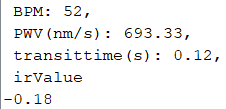 BPM: 52,
PWV(nm/s): 693.33,
transittime(s): 0.12,
irValue
-0.18